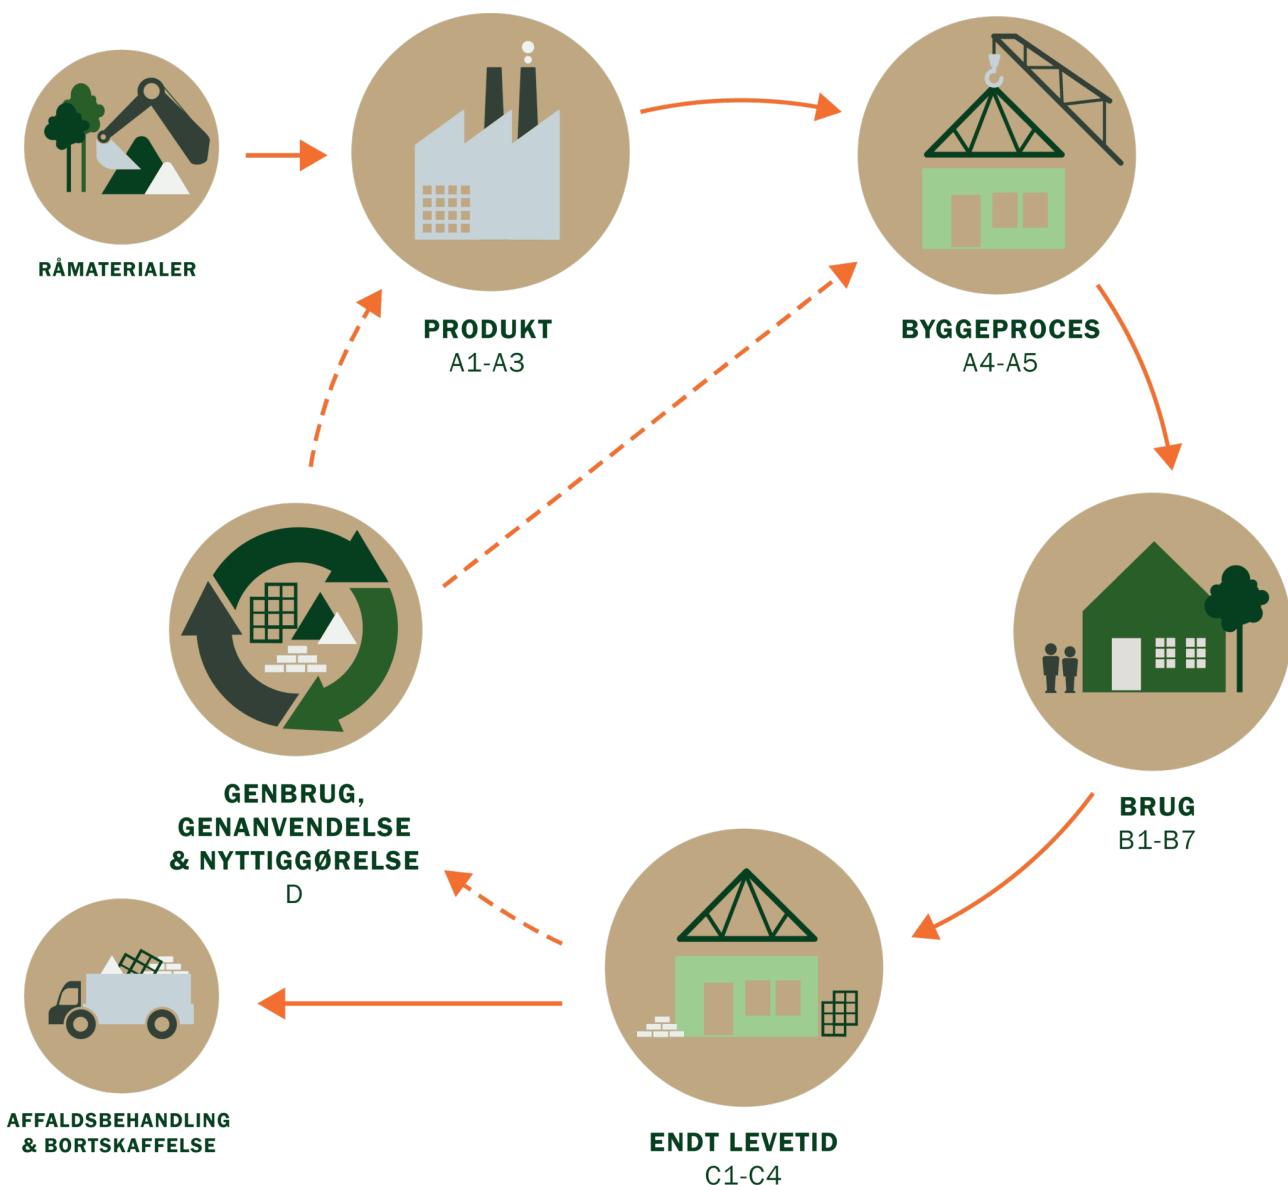 RÅMATERIALER
PRODUKT
A1-A3
BYGGEPROCES
A4-A5
BRUG
B1-B7
ENDT LEVETID
C1-C4
GENBRUG,
GENANVENDELSE
& NYTTIGGØRELSE
D
AFFALDSBEHANDLING
& BORTSKAFFELSE